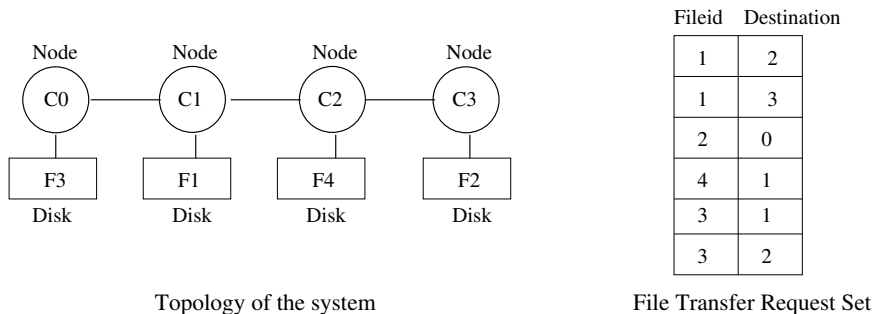 Node Node Node Node
C0 C1 C2 C3
F3 F1 F4 F2
Disk Disk Disk Disk
Topology of the system
Fileid Destination
1 2
1 3
2 0
4 1
3 1
3 2
File Transfer Request Set